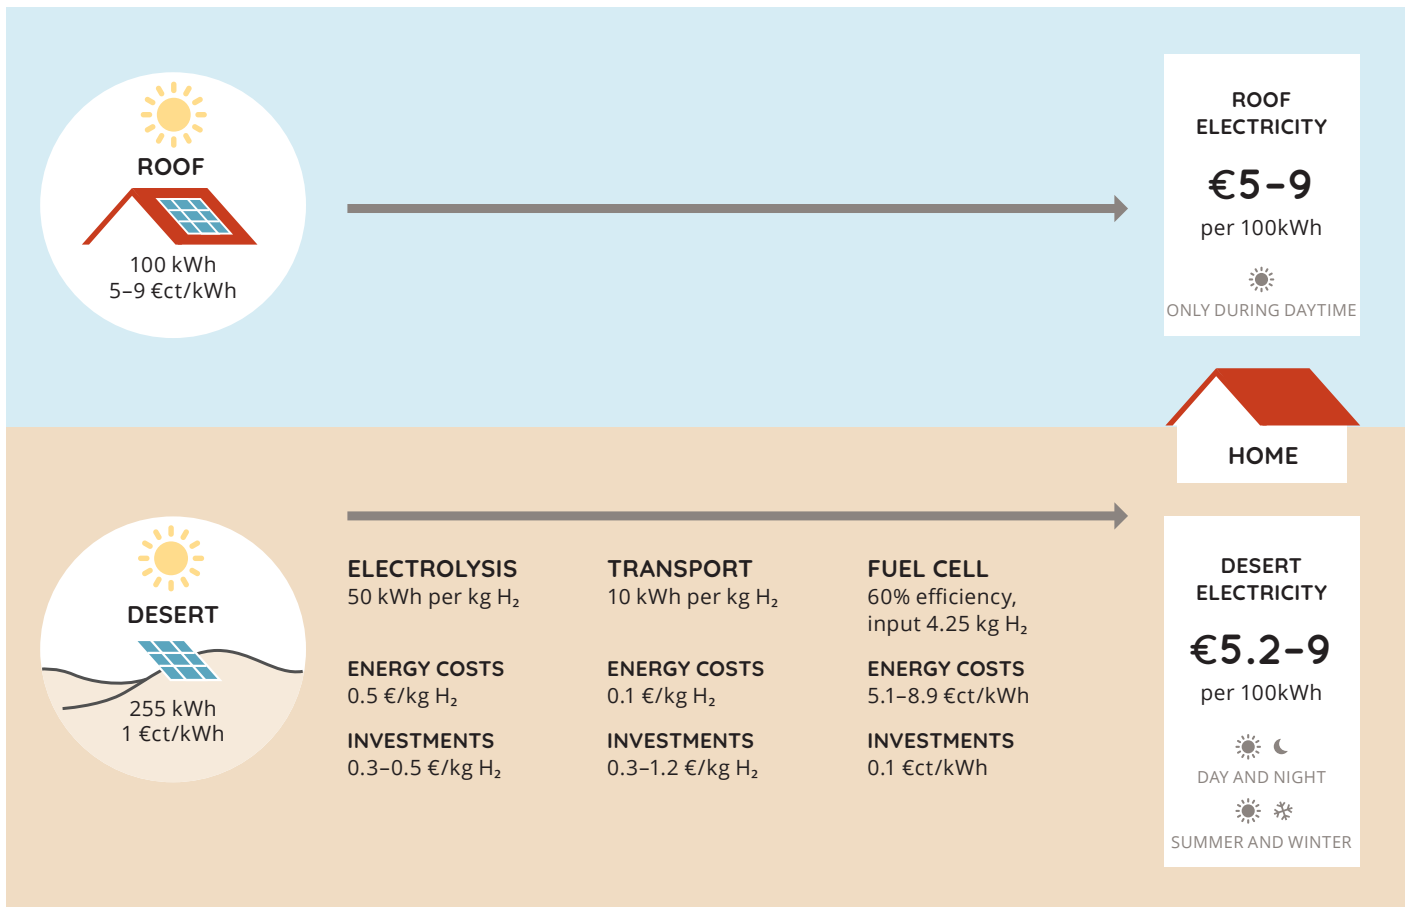 ROOF
100 kWh
5–9 €ct/kWh
ROOF
ELECTRICITY
€5–9
per 100kWh
ONLY DURING DAYTIME
HOME
DESERT
255 kWh
1 €ct/kWh
ELECTROLYSIS
50 kWh per kg H₂
ENERGY COSTS
0.5 €/kg H₂
INVESTMENTS
0.3–0.5 €/kg H₂
TRANSPORT
10 kWh per kg H₂
ENERGY COSTS
0.1 €/kg H₂
INVESTMENTS
0.3–1.2 €/kg H₂
FUEL CELL
60% efficiency,
input 4.25 kg H₂
ENERGY COSTS
5.1–8.9 €ct/kWh
INVESTMENTS
0.1 €ct/kWh
DESERT
ELECTRICITY
€5.2–9
per 100kWh
DAY AND NIGHT
SUMMER AND WINTER